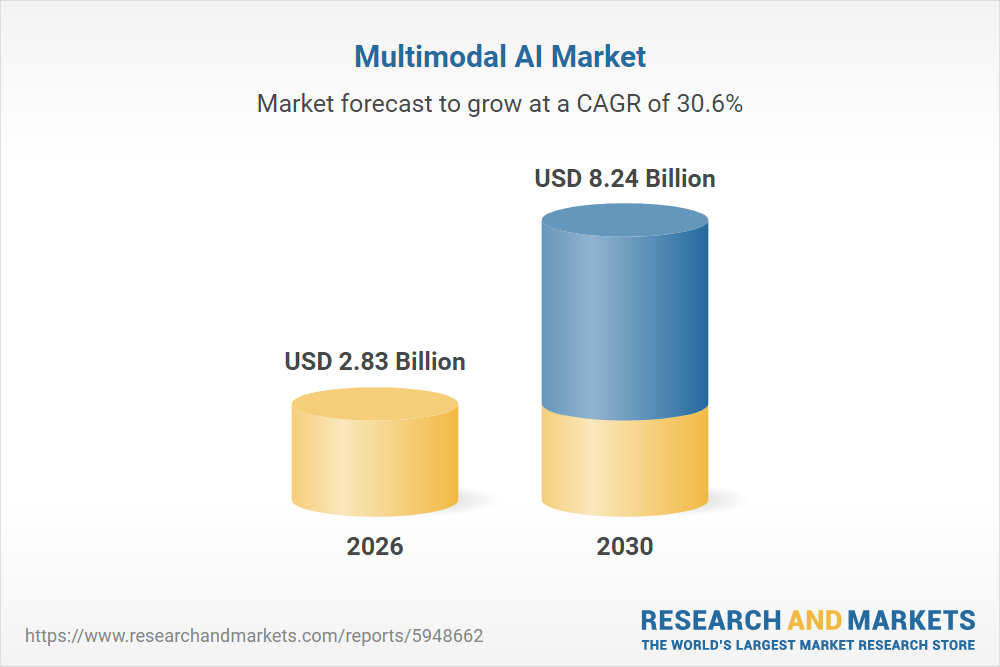 Multimodal AI Market
Market forecast to grow at a CAGR of 30.6%
USD 8.24 Billion
USD 2.83 Billion
2026
2030
https://www.researchandmarkets.com/reports/5948662
RESEARCH AND MARKETS
THE WORLD'S LARGEST MARKET RESEARCH STORE